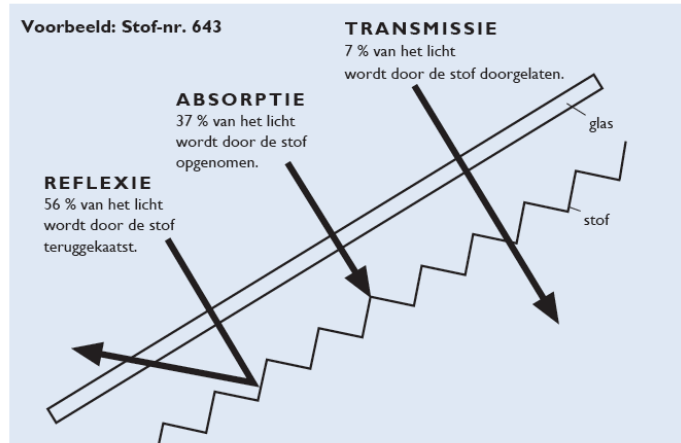 Voorbeeld: Stof-nr. 643
TRANSMISSIE
7 % van het licht
wordt door de stof doorgelaten.
ABSORPTIE
37 % van het licht
wordt door de stof
opgenomen.
REFLEXIE
56 % van het licht
wordt door de stof
teruggekaatst.
glas
stof